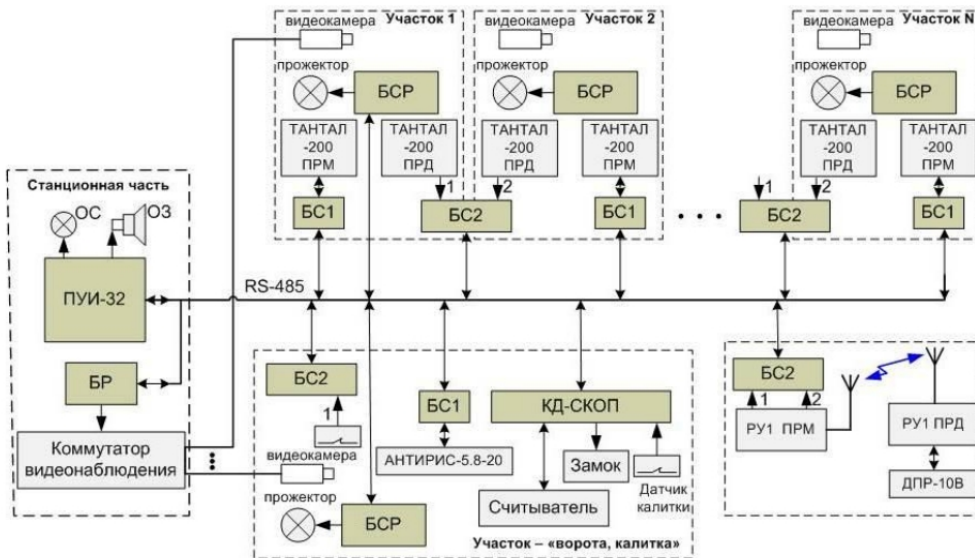 видеокамера
Участок 1
прожектор
БСР
ТАНТАЛ
-200
ПРМ
ТАНТАЛ
-200
ПРД
БС1
1
БС2
видеокамера
Участок 2
прожектор
БСР
2
ТАНТАЛ
-200
ПРД
ТАНТАЛ
-200
ПРМ
БС1
• • •
видеокамера
Участок N
прожектор
БСР
ТАНТАЛ
-200
ПРД
ТАНТАЛ
-200
ПРМ
1
2
БС2
БС1
Станционная часть
ОС
ОЗ
ПУИ-32
RS-485
БР
Коммутатор
видеонаблюдения
БС2
1
видеокамера
прожектор
БСР
БС1
АНТИРИС-5.8-20
КД-СКОП
Считыватель
Замок
Датчик
калитки
Участок – «ворота, калитка»
БС2
1
2
РУ1 ПРМ
РУ1 ПРД
ДПР-10В